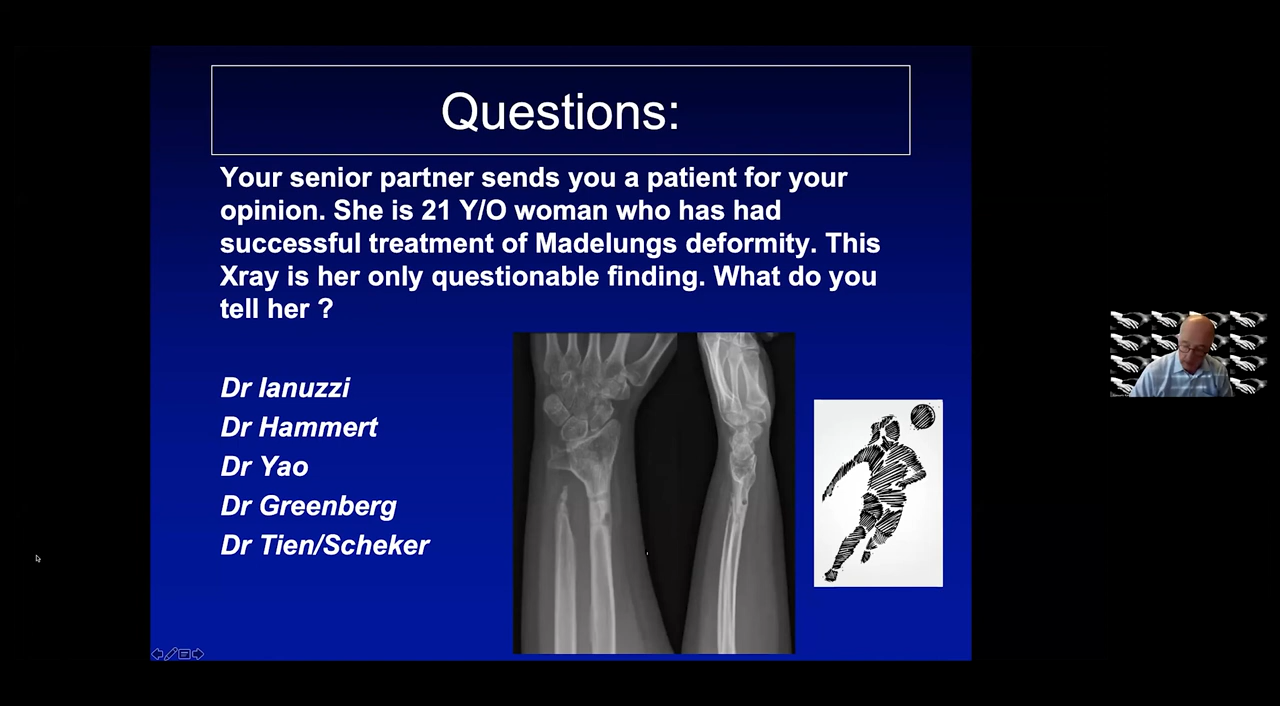 Questions:
Your senior partner sends you a patient for your
opinion. She is 21 Y/O woman who has had
successful treatment of Madelungs deformity. This
Xray is her only questionable finding. What do you
tell her ?
Dr Ianuzzi
Dr Hammert
Dr Yao
Dr Greenberg
Dr Tien/Scheker